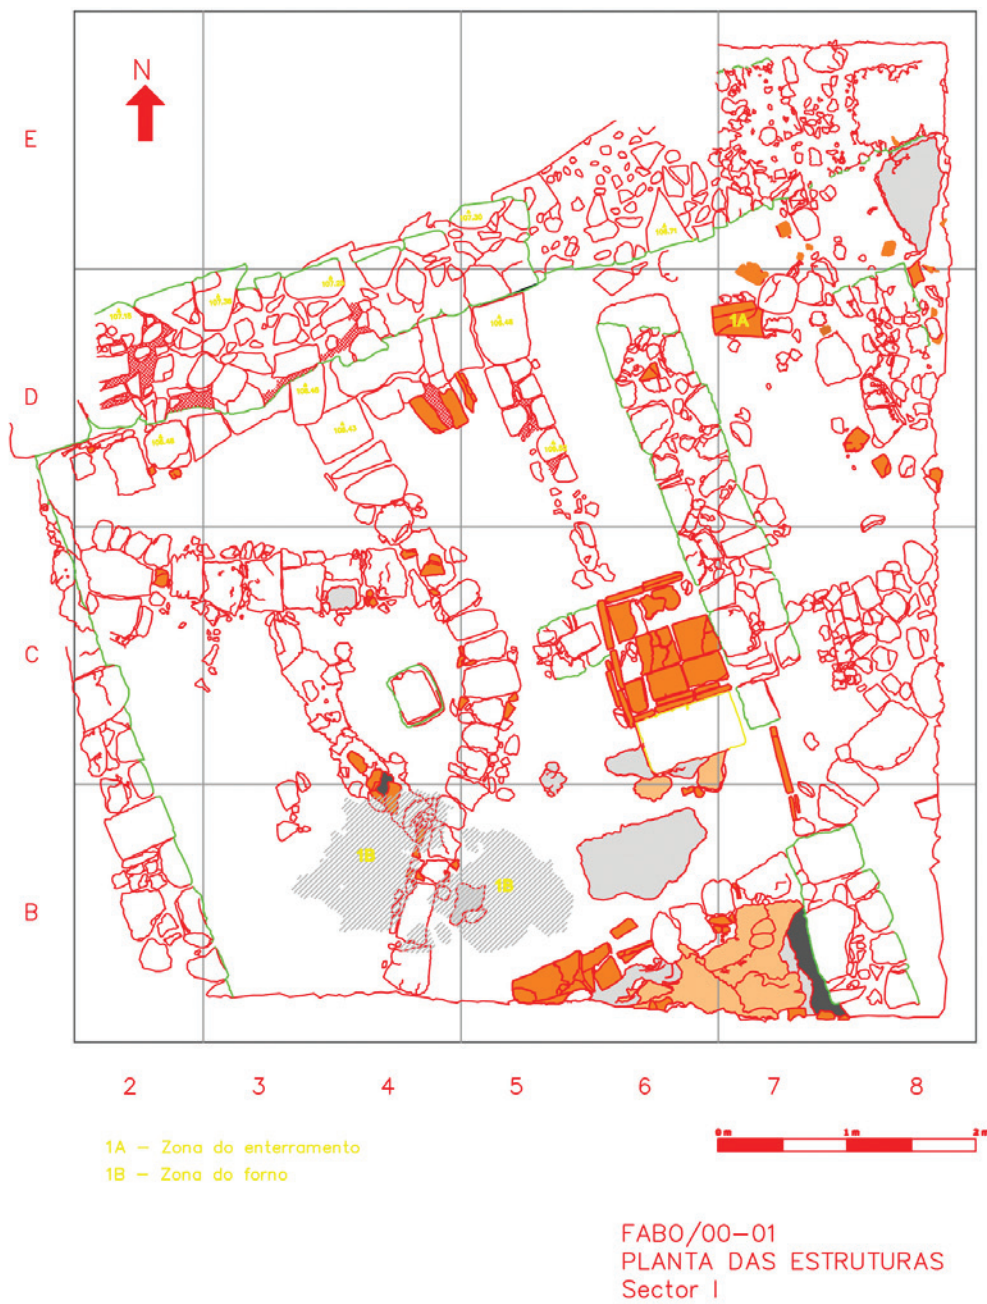 N
E
D
C
B
1A
1B
1B
2 3 4 5 6 7 8
1A - Zona do enterramento
1B - Zona do forno
0m 1m 2m
FABO/00-01
PLANTA DAS ESTRUTURAS
Sector I